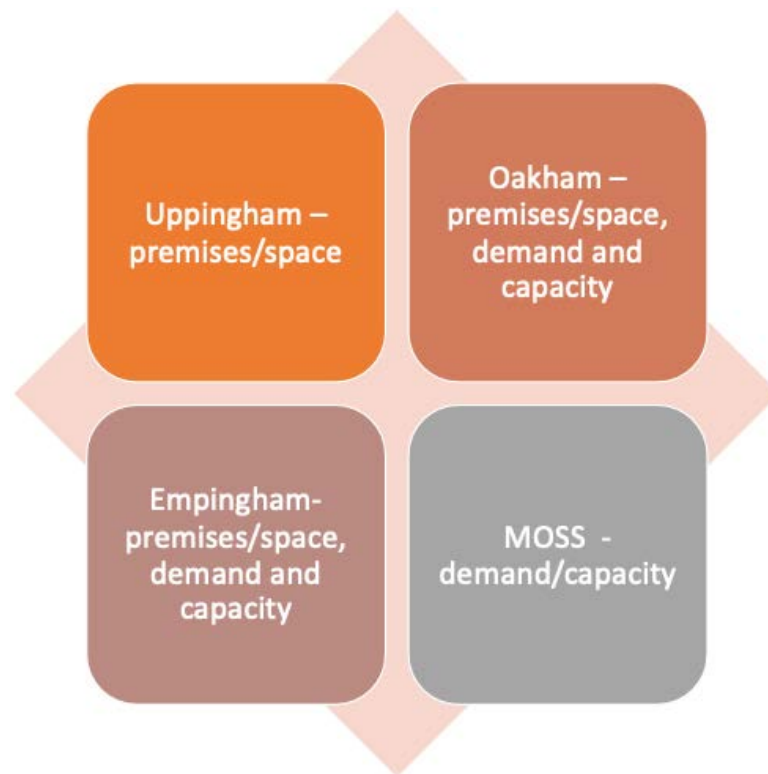 Uppingham –
premises/space
Oakham –
premises/space,
demand and
capacity
Empingham-
premises/space,
demand and
capacity
MOSS -
demand/capacity